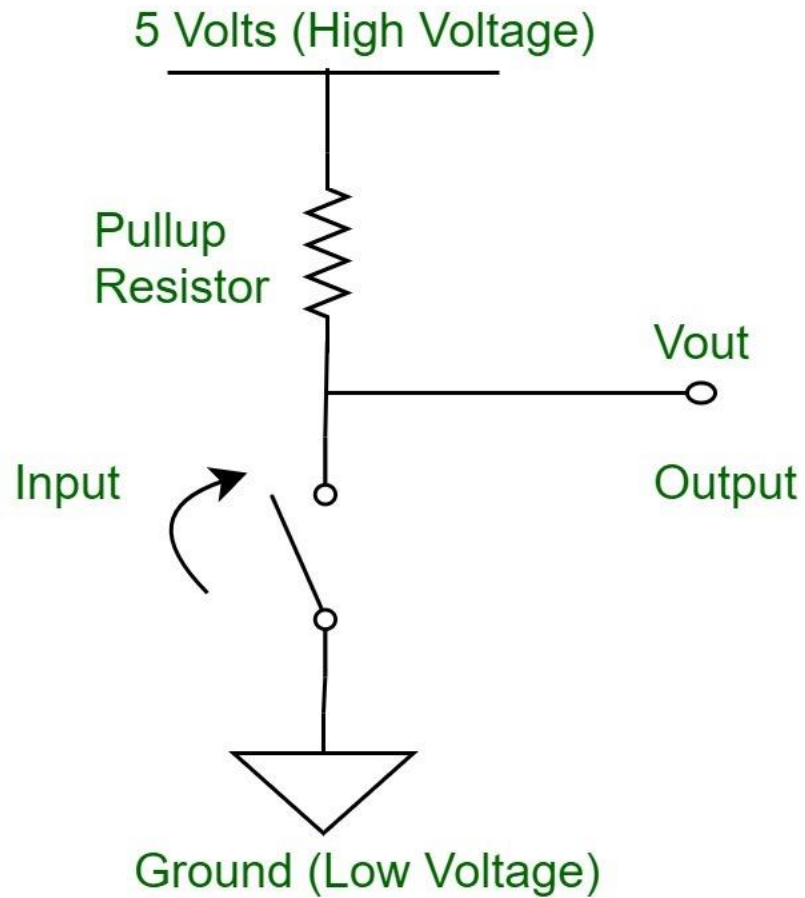 5 Volts (High Voltage)
Pullup
Resistor
Vout
Input
Output
Ground (Low Voltage)